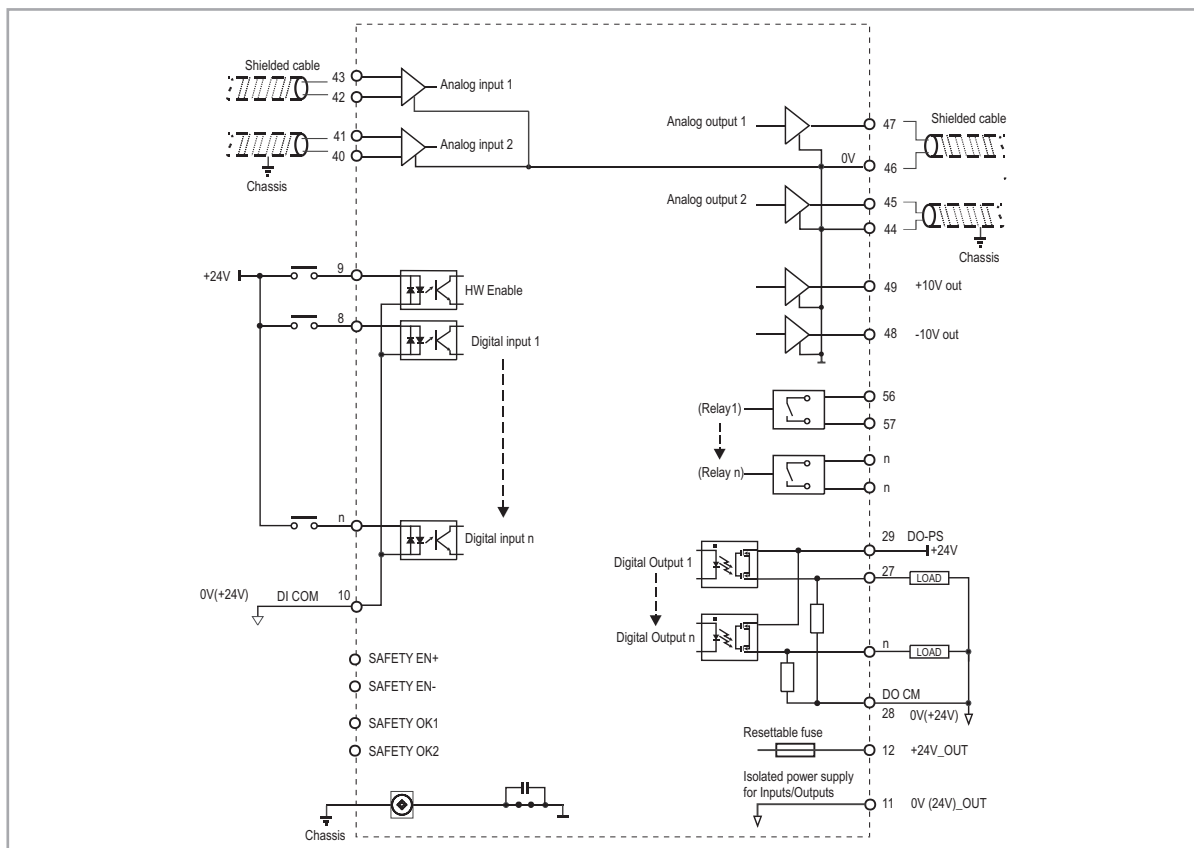 Shielded cable
43
42
Analog input 1
41
40
Analog input 2
Chassis
Analog output 1
47
Shielded cable
0V
46
Analog output 2
45
44
Chassis
+24V
9
HW Enable
8
Digital input 1
n
Digital input n
0V(+24V)
DI COM
10
49
+10V out
48
-10V out
(Relay1)
56
57
(Relay n)
n
n
29
DO-PS
+24V
Digital Output 1
27
LOAD
Digital Output n
n
LOAD
DO CM
28
0V(+24V)
SAFETY EN+
SAFETY EN-
SAFETY OK1
SAFETY OK2
Resettable fuse
12
+24V_OUT
Isolated power supply
for Inputs/Outputs
11
0V (24V)_OUT
Chassis